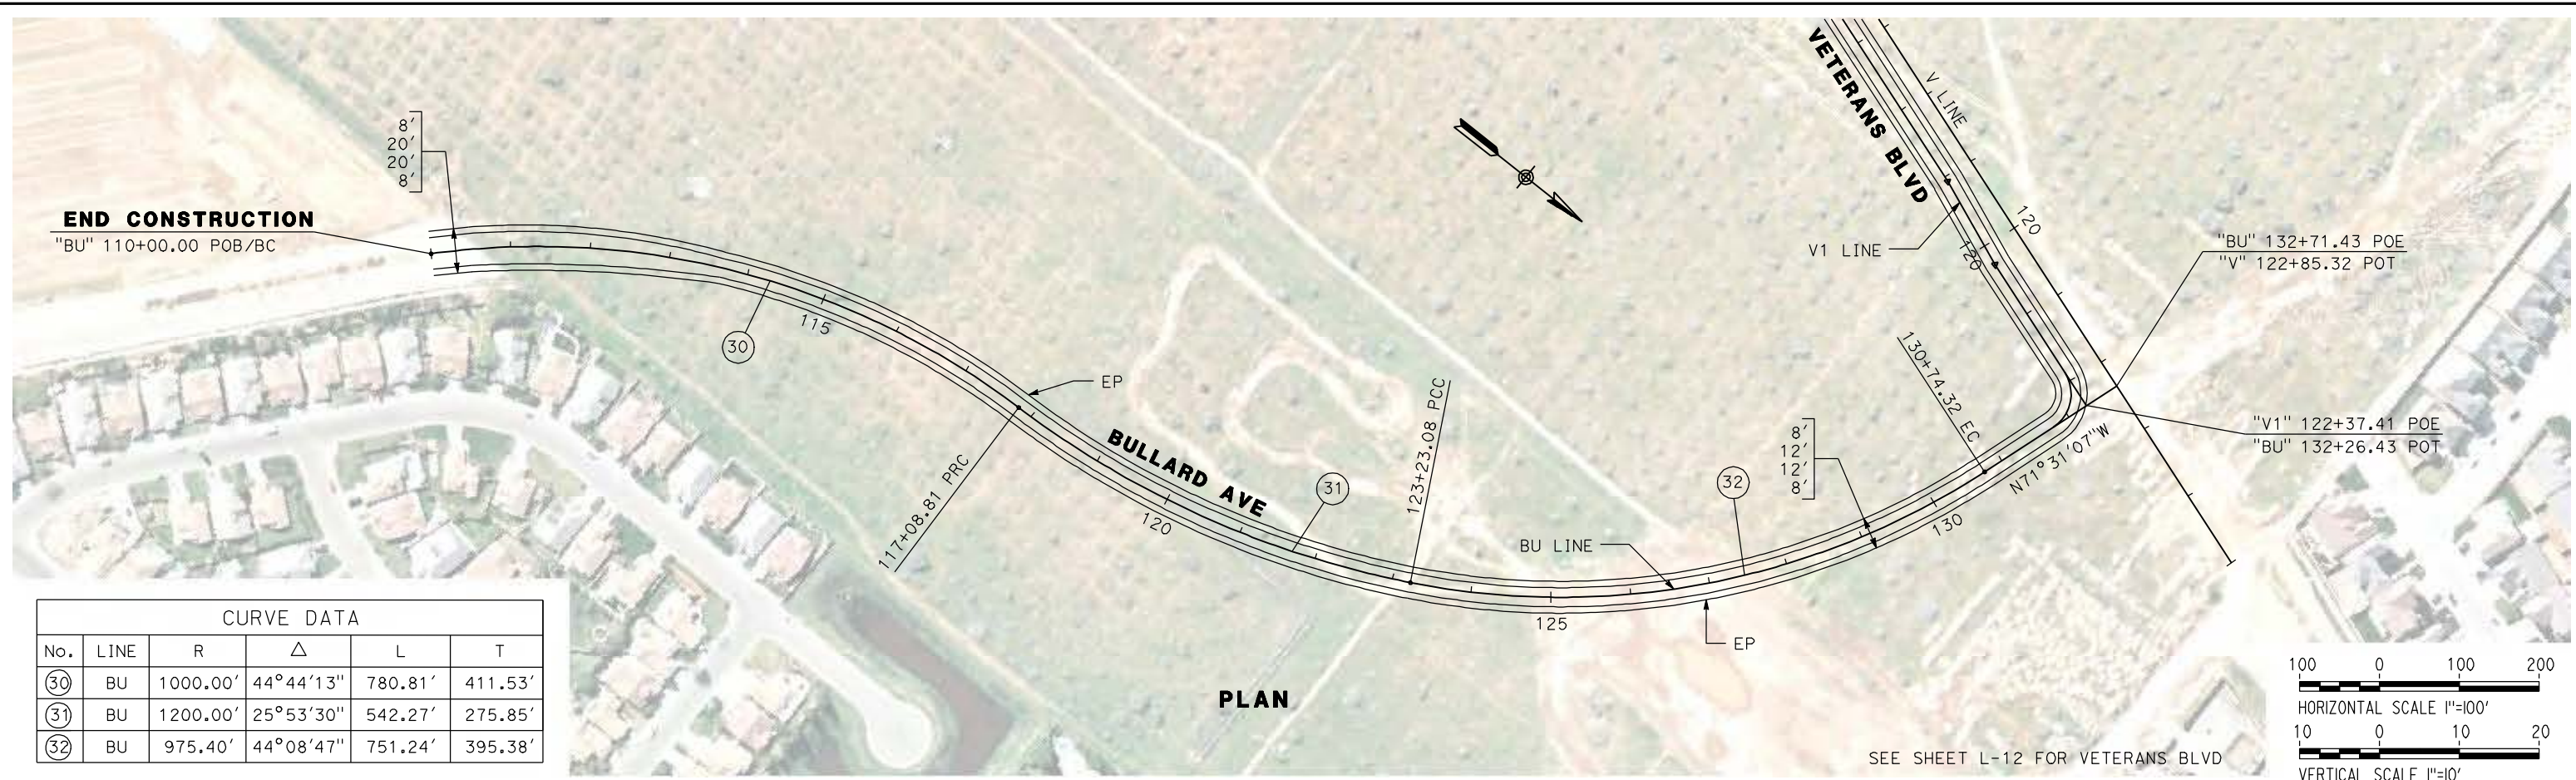 8'
20'
20'
8'
END CONSTRUCTION
"BU" 110+00.00 POB/BC
30
115
EP
117+08.81 PRC
BULLARD AVE
120
31
123+23.08 PCC
125
BU LINE
32
EP
8'
12'
12'
8'
130
130+74.32 EC
N71°31'07"W
VETERANS BLVD
V LINE
V1 LINE
120
120
"BU" 132+71.43 POE
"V" 122+85.32 POT
"V1" 122+37.41 POE
"BU" 132+26.43 POT
CURVE DATA
No. LINE R △ L T
30 BU 1000.00' 44°44'13" 780.81' 411.53'
31 BU 1200.00' 25°53'30" 542.27' 275.85'
32 BU 975.40' 44°08'47" 751.24' 395.38'
PLAN
SEE SHEET L-12 FOR VETERANS BLVD
100 0 100 200
HORIZONTAL SCALE 1"=100'
10 0 10 20
VERTICAL SCALE 1"=10'